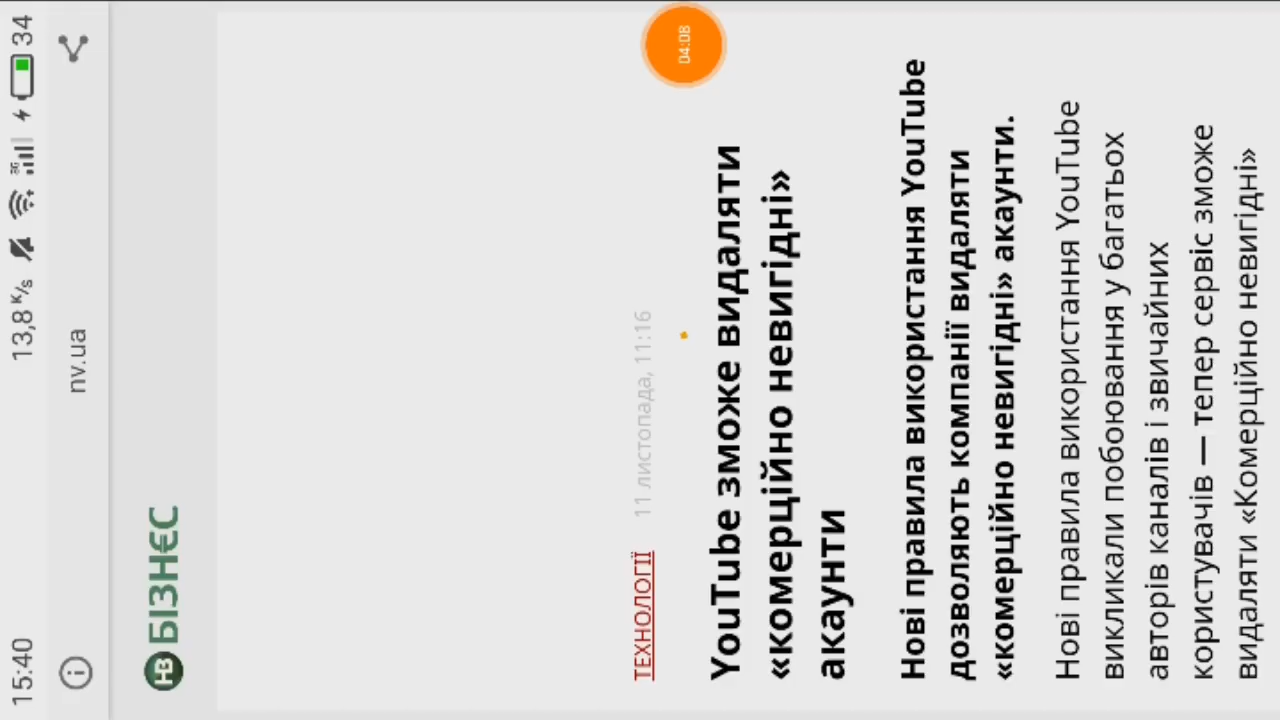 15:40 13,8 K/s 3G 34
nv.ua
НВ БІЗНЄС
04:08
ТЕХНОЛОГІЇ 11 листопада, 11:16
YouTube зможе видаляти
«комерційно невигідні»
акаунти
Нові правила використання YouTube
дозволяють компанії видаляти
«комерційно невигідні» акаунти.
Нові правила використання YouTube
викликали побоювання у багатьох
авторів каналів і звичайних
користувачів — тепер сервіс зможе
видаляти «Комерційно невигідні»